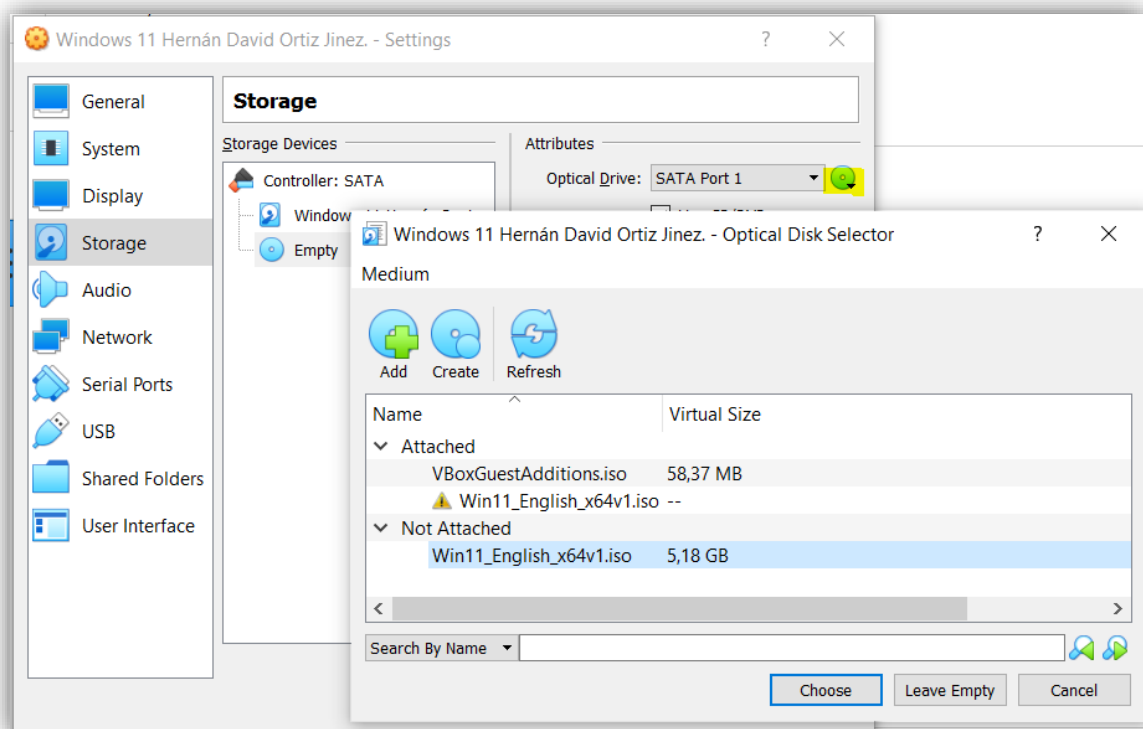 Windows 11 Hernán David Ortiz Jinez. - Settings ?
General
System
Display
Storage
Audio
Network
Serial Ports
USB
Shared Folders
User Interface
Storage
Storage Devices
Controller: SATA
Empty
Attributes
Optical Drive: SATA Port 1
Windows 11 Hernán David Ortiz Jinez. - Optical Disk Selector ?
Medium
Add Create Refresh
Name Virtual Size
Attached
VBoxGuestAdditions.iso 58,37 MB
Win11_English_x64v1.iso --
Not Attached
Win11_English_x64v1.iso 5,18 GB
Search By Name
Choose Leave Empty Cancel